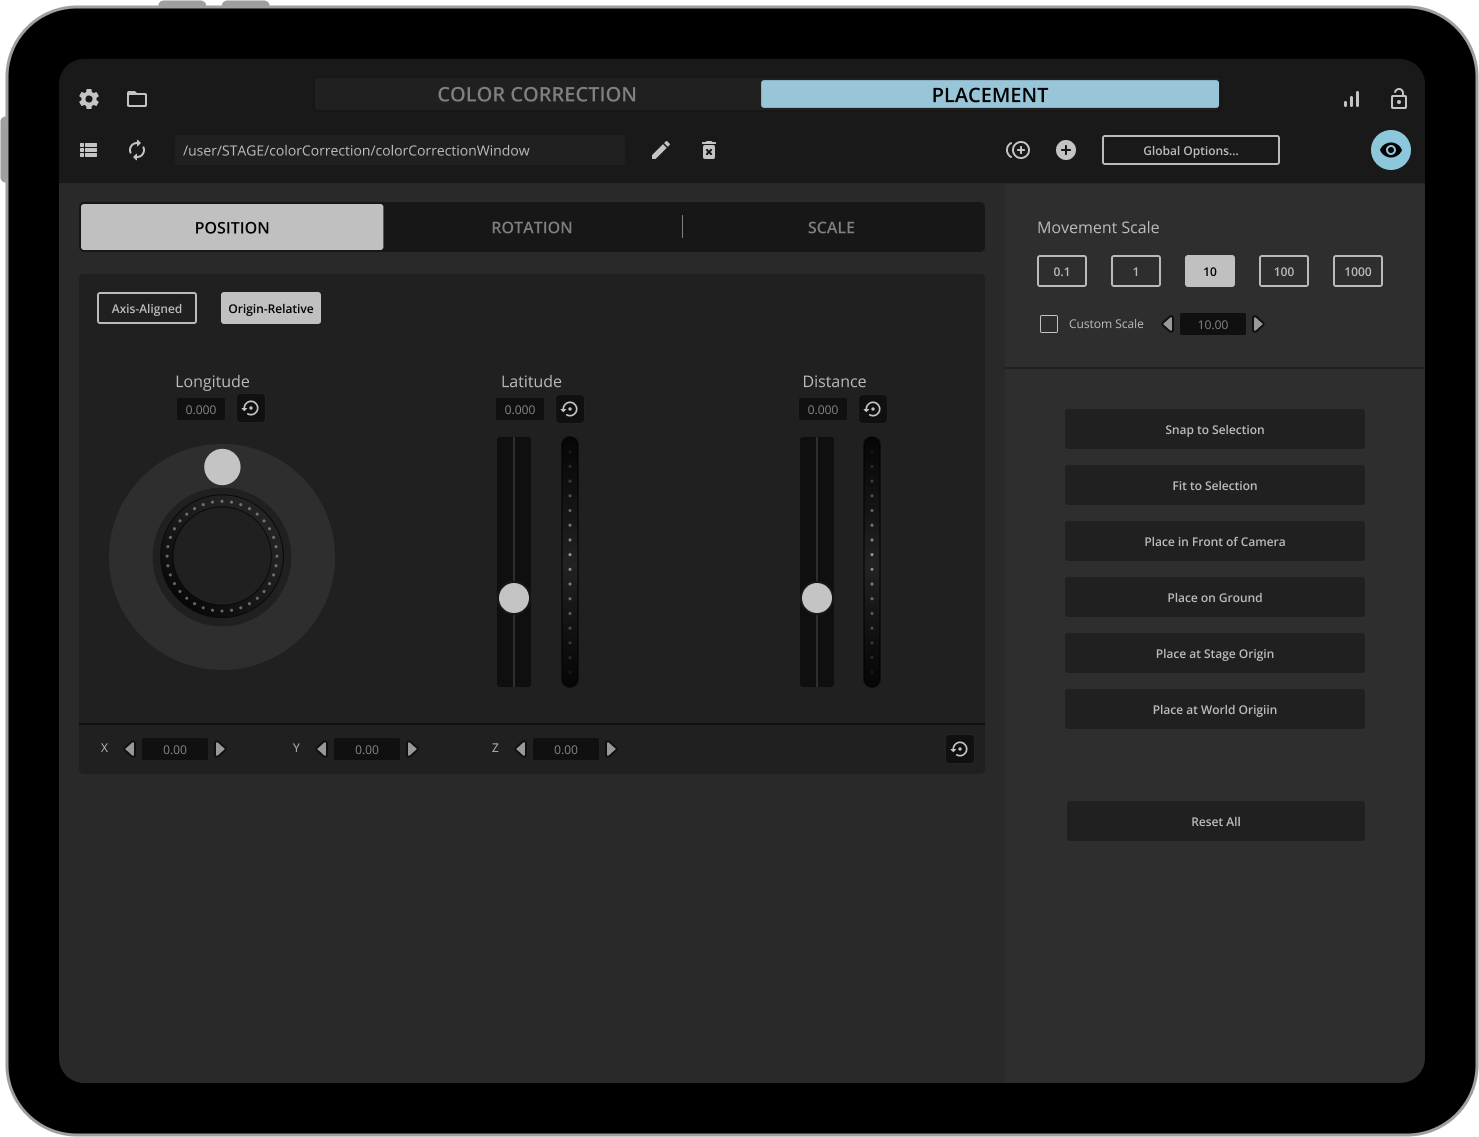 COLOR CORRECTION PLACEMENT
/user/STAGE/colorCorrection/colorCorrectionWindow Global Options...
POSITION ROTATION SCALE
Axis-Aligned Origin-Relative
Longitude Latitude Distance
0.000 0.000 0.000
X 0.00 Y 0.00 Z 0.00
Movement Scale
0.1 1 10 100 1000
Custom Scale 10.00
Snap to Selection
Fit to Selection
Place in Front of Camera
Place on Ground
Place at Stage Origin
Place at World Origiin
Reset All